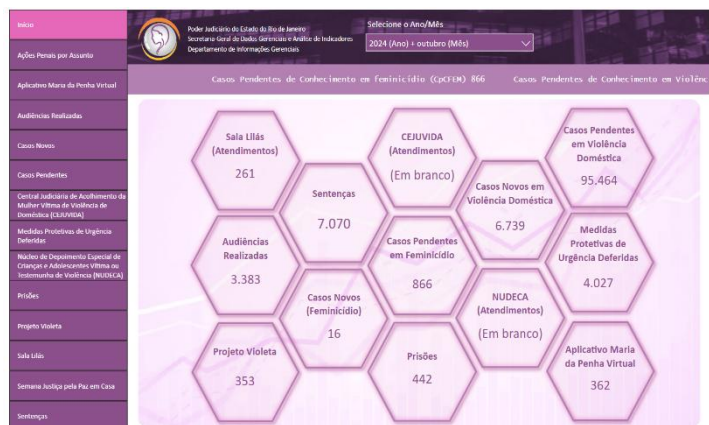 Início
Ações Penais por Assunto
Aplicativo Maria da Penha Virtual
Audiências Realizadas
Casos Novos
Casos Pendentes
Central Judiciária de Acolhimento da
Mulher Vítima de Violência de
Doméstica (CEJUVIDA)
Medidas Protetivas de Urgência
Deferidas
Núcleo de Depoimento Especial de
Crianças e Adolescentes Vítima ou
Testemunha de Violência (NUDECA)
Prisões
Projeto Violeta
Sala Lilás
Semana Justiça pela Paz em Casa
Sentenças
Poder Judiciário do Estado do Rio de Janeiro
Secretaria-Geral de Dados Gerenciais e Análise de Indicadores
Departamento de Informações Gerenciais
Selecione o Ano/Mês
2024 (Ano) + outubro (Mês)
Casos Pendentes de Conhecimento em feminicídio (CpCFEM) 866 Casos Pendentes de Conhecimento em Violênc
Sala Lilás
(Atendimentos)
261
CEJUVIDA
(Atendimentos)
(Em branco)
Casos Pendentes
em Violência
Doméstica
95.464
Sentenças
7.070
Casos Novos em
Violência Doméstica
6.739
Audiências
Realizadas
3.383
Casos Pendentes
em Feminicídio
866
Medidas
Protetivas de
Urgência Deferidas
4.027
Casos Novos
(Feminicídio)
16
NUDECA
(Atendimentos)
(Em branco)
Projeto Violeta
353
Prisões
442
Aplicativo Maria
da Penha Virtual
362